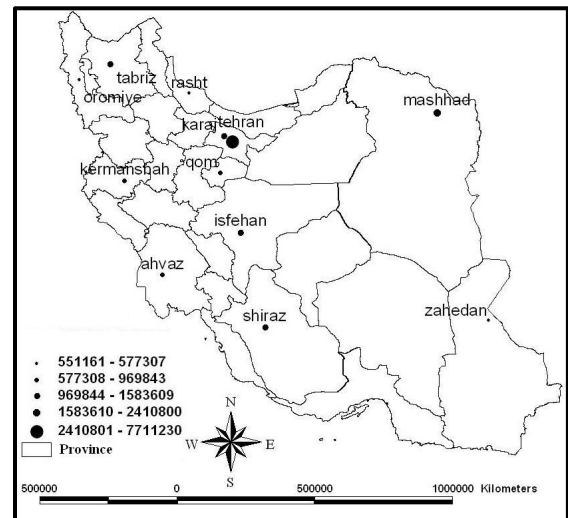 tabriz
rasht
oromiye
mashhad
karaj
tehran
kermanshah
qom
isfehan
ahvaz
shiraz
zahedan
551161 - 577307
577308 - 969843
969844 - 1583609
1583610 - 2410800
2410801 - 7711230
Province
N
W
E
S
500000 0 500000 1000000 Kilometers